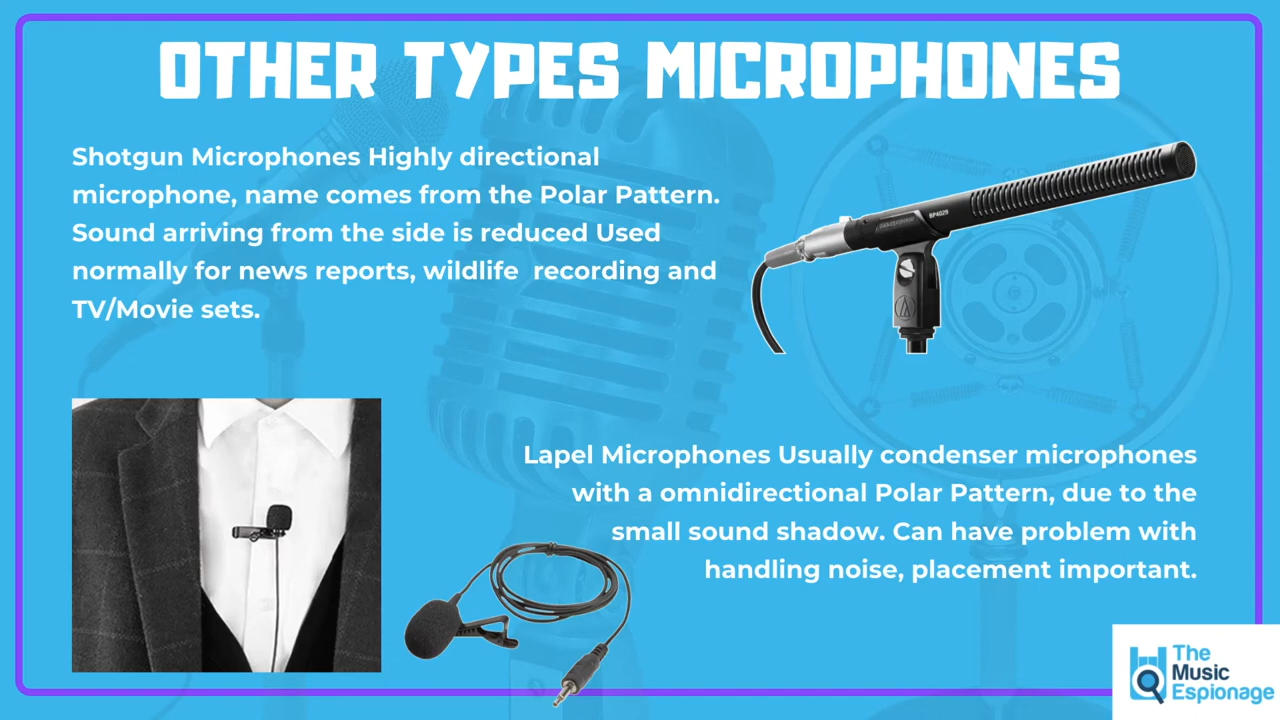 OTHER TYPES MICROPHONES
Shotgun Microphones Highly directional
microphone, name comes from the Polar Pattern.
Sound arriving from the side is reduced Used
normally for news reports, wildlife  recording and
TV/Movie sets.
BP4029
Lapel Microphones Usually condenser microphones
with a omnidirectional Polar Pattern, due to the
small sound shadow. Can have problem with
handling noise, placement important.
The
Music
Espionage